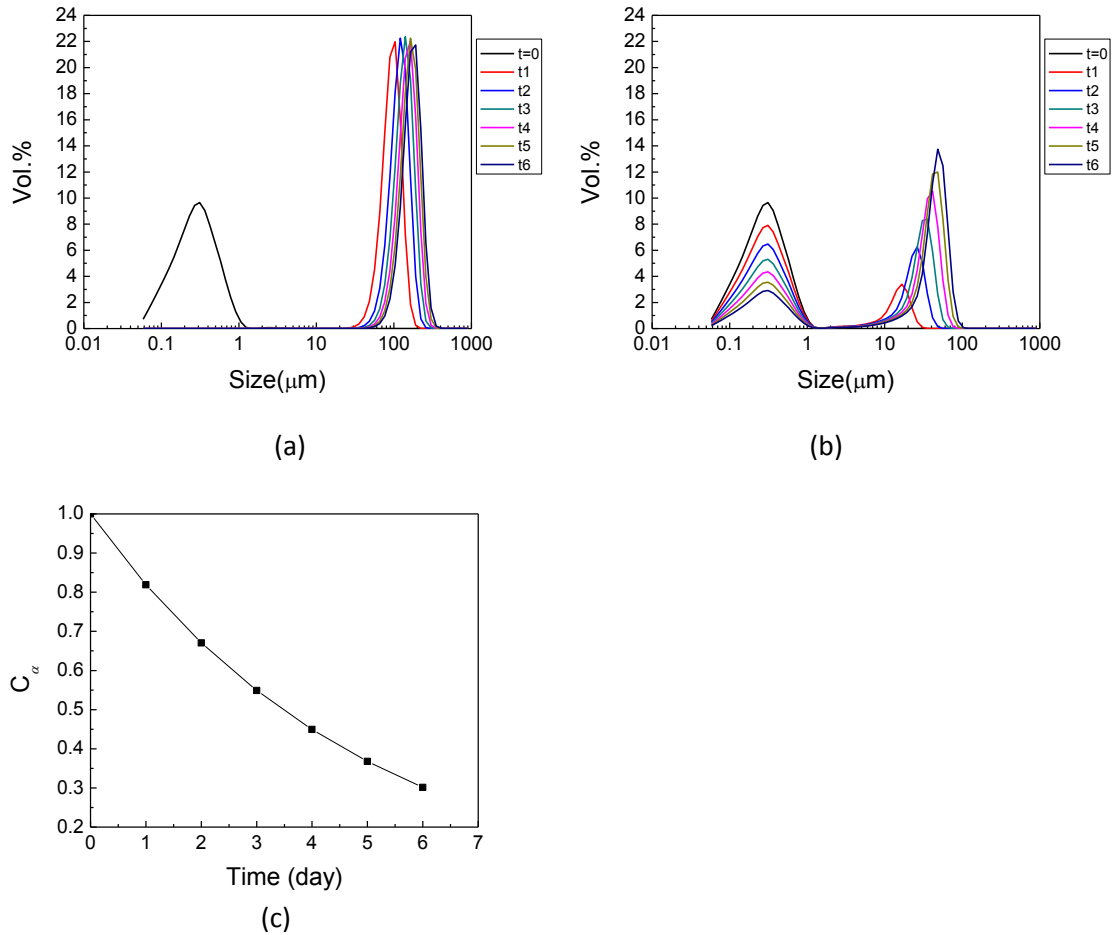 24
22
20
18
16
14
12
10
8
6
4
2
0
Vol.%
0.01 0.1 1 10 100 1000
Size(μm)
t=0
t1
t2
t3
t4
t5
t6
(a)
24
22
20
18
16
14
12
10
8
6
4
2
0
Vol.%
0.01 0.1 1 10 100 1000
Size(μm)
t=0
t1
t2
t3
t4
t5
t6
(b)
1.0
0.9
0.8
0.7
0.6
0.5
0.4
0.3
0.2
Cα
0 1 2 3 4 5 6 7
Time (day)
(c)